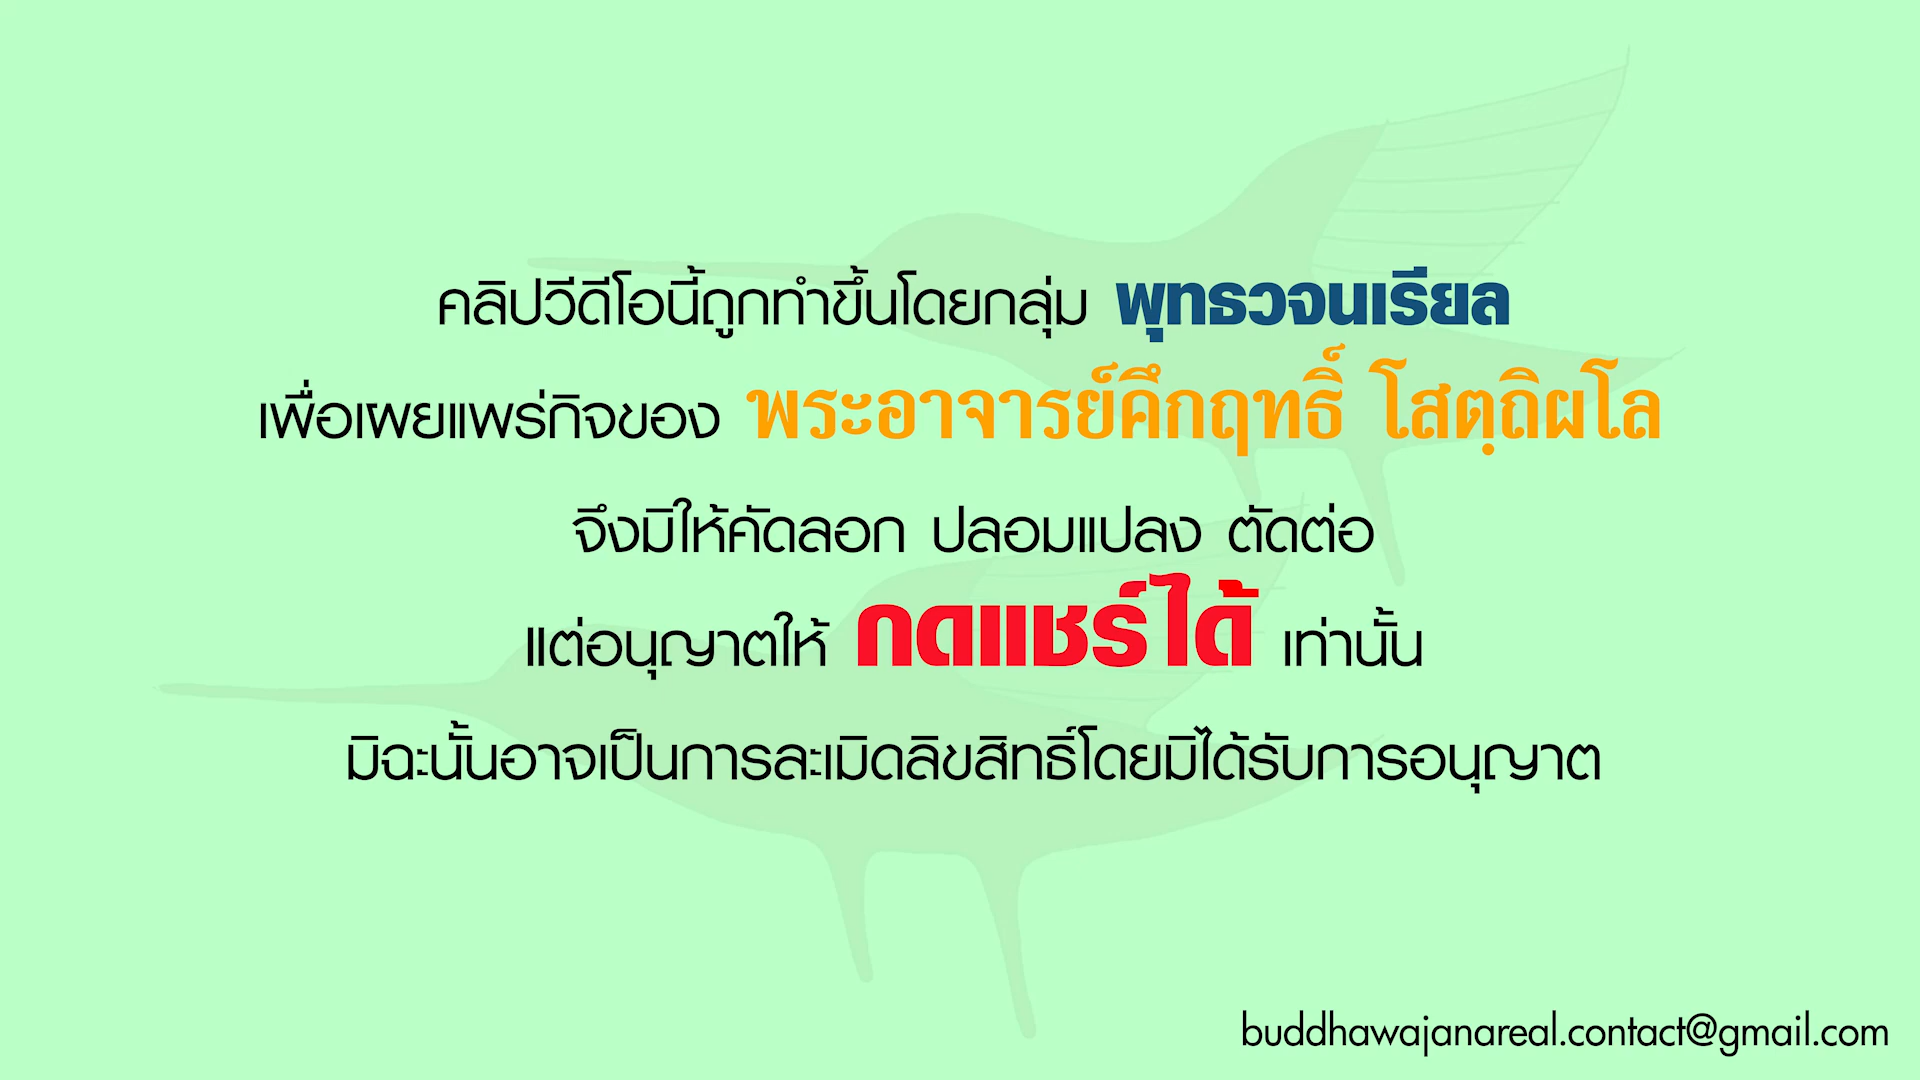 คลิปวีดีโอนี้ถูกทำขึ้นโดยกลุ่ม พุทธวจนเรียล
เพื่อเผยแพร่กิจของ พระอาจารย์คึกฤทธิ์ โสตฺถิผโล
จึงมิให้คัดลอก ปลอมแปลง ตัดต่อ
แต่อนุญาตให้ กดแชร์ได้ เท่านั้น
มิฉะนั้นอาจเป็นการละเมิดลิขสิทธิ์โดยมิได้รับการอนุญาต
buddhawajanareal.contact@gmail.com